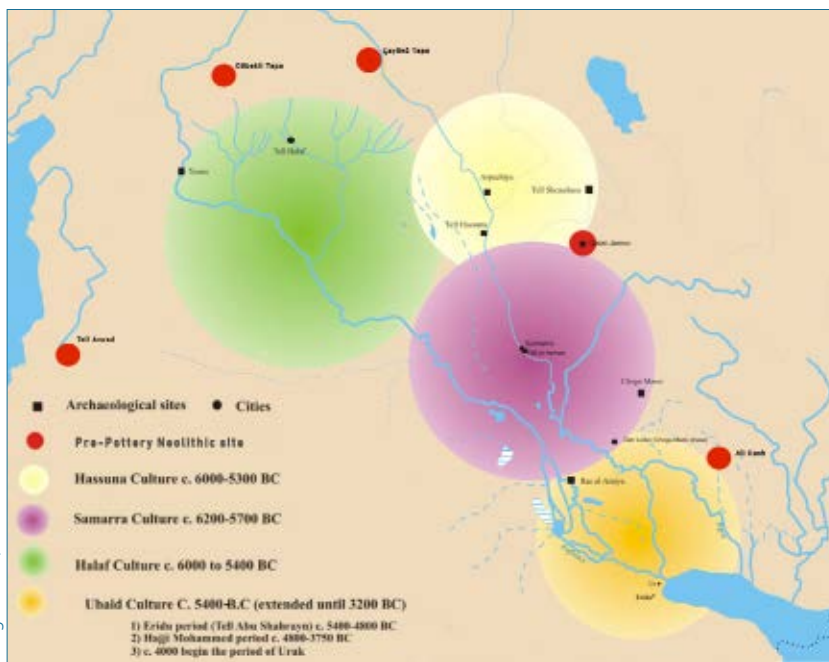 Göbekli Tepe
Çayönü Tepe
Tell Halaf
Arpachiya
Tell Shemshara
Tell Hassuna
Samarra
Tell Aswad
Choga Mami
Ali Kosh
Ras al Amiya
Eridu
Archaeological sites
Cities
Pre-Pottery Neolithic site
Hassuna Culture c. 6000-5300 BC
Samarra Culture c. 6200-5700 BC
Halaf Culture c. 6000 to 5400 BC
Ubaid Culture C. 5400-B.C (extended until 3200 BC)
1) Eridu period (Tell Abu Shahrayn) c. 5400-4800 BC
2) Hajji Mohammed period c. 4800-3750 BC
3) c. 4000 begin the period of Uruk